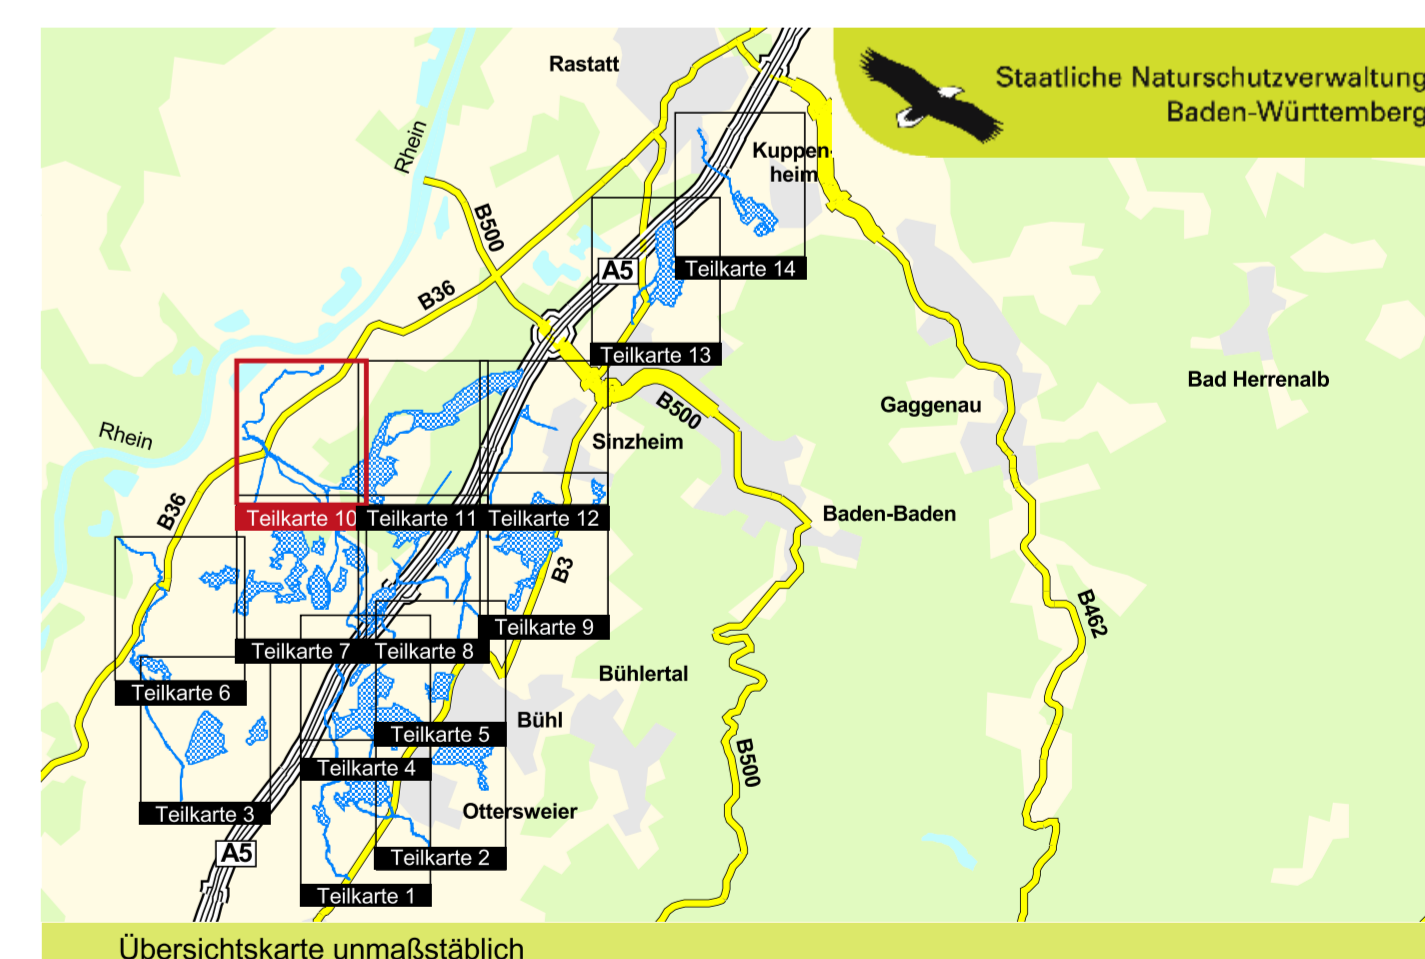 Rastatt
Staatliche Naturschutzverwaltung
Baden-Württemberg
Rhein
Kuppen-
heim
B500
Teilkarte 14
A5
B36
Teilkarte 13
Bad Herrenalb
Gaggenau
B500
Sinzheim
Rhein
B36
Teilkarte 10
Teilkarte 11
Teilkarte 12
Baden-Baden
B3
B462
Teilkarte 9
Teilkarte 7
Teilkarte 8
Bühlertal
Teilkarte 6
Bühl
Teilkarte 5
B500
Teilkarte 4
Teilkarte 3
Ottersweier
A5
Teilkarte 2
Teilkarte 1
Übersichtskarte unmaßstäblich